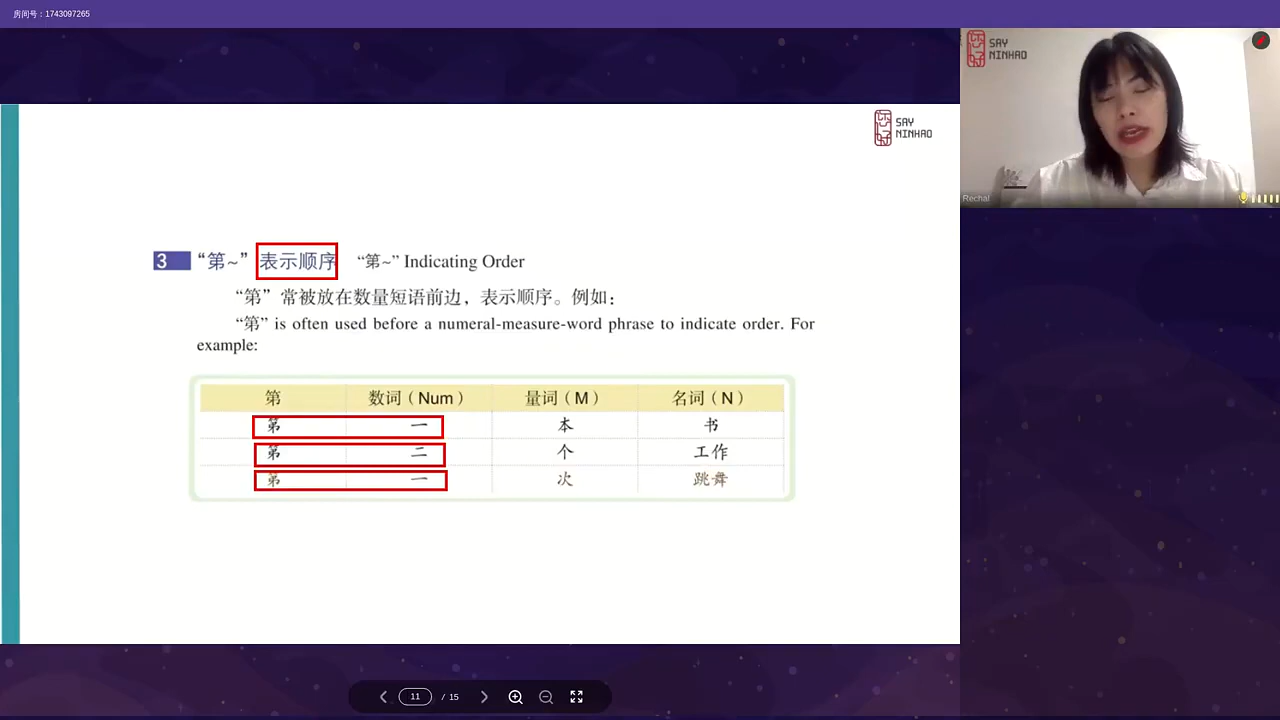 房间号：1743097265
SAY
NINHAO
SAY
NINHAO
Rechal
3 “第~” 表示顺序 “第~” Indicating Order
“第”常被放在数量短语前边，表示顺序。例如：
“第” is often used before a numeral-measure-word phrase to indicate order. For
example:
第 数词（Num） 量词（M） 名词（N）
第 一 本 书
第 二 个 工作
第 一 次 跳舞
11 / 15